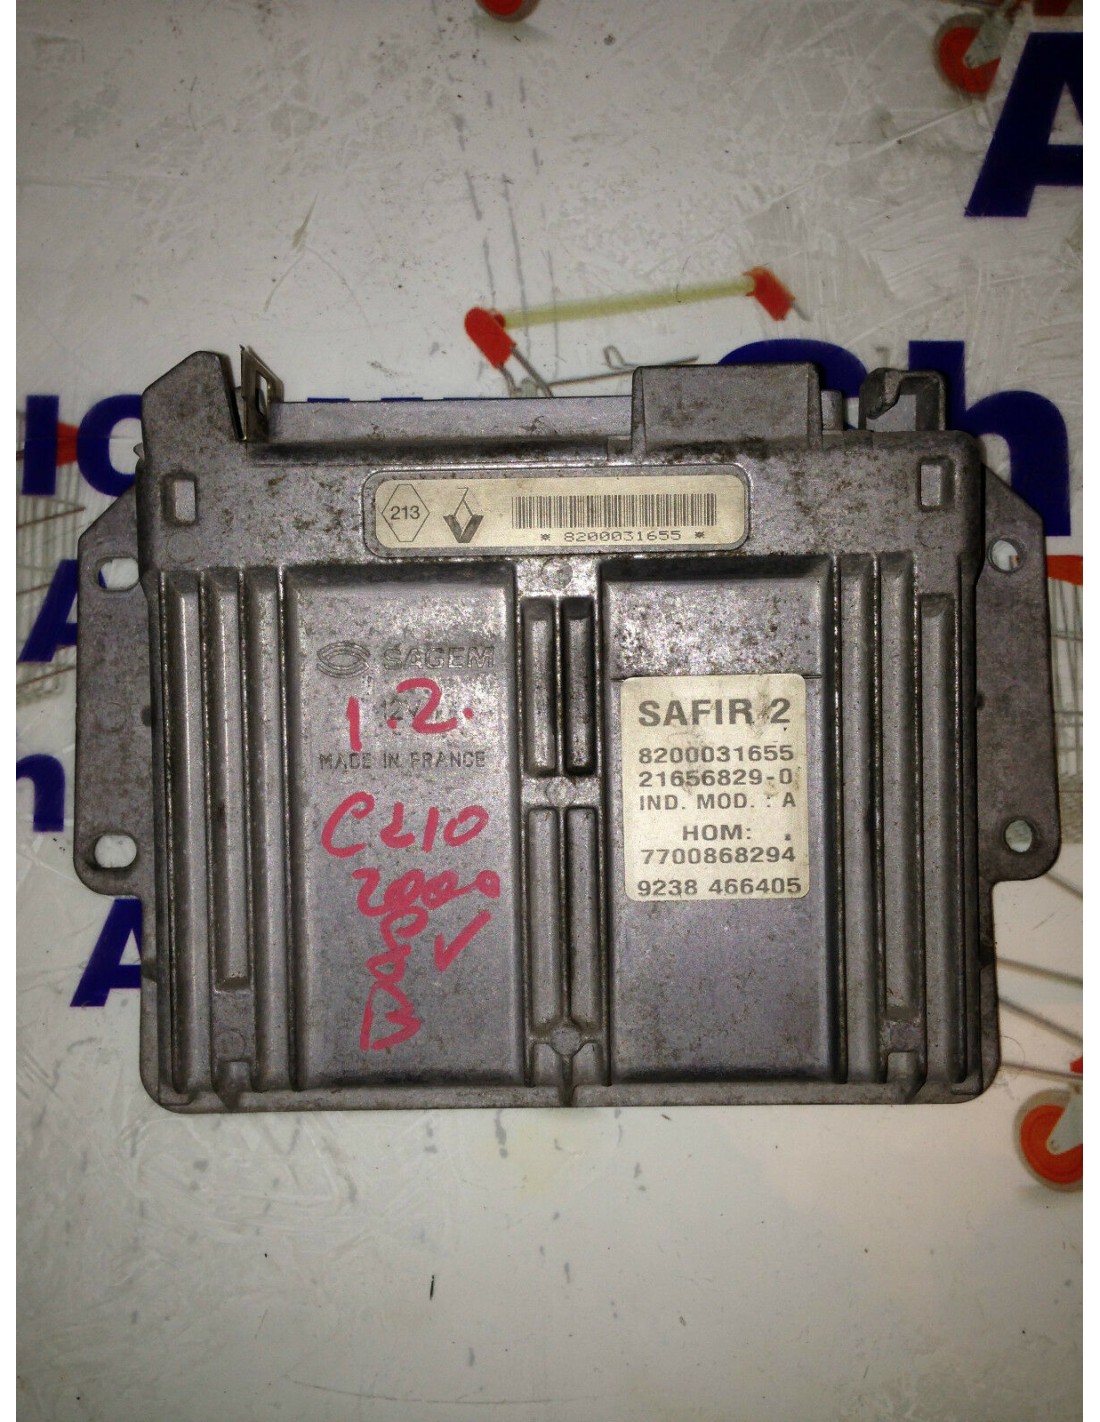 213
* 8200031655 *
SAGEM
12V
1.2.
MADE IN FRANCE
CLIO
2000
SAFIR 2
8200031655
21656829-0
IND. MOD. : A
HOM:
7700868294
9238 466405